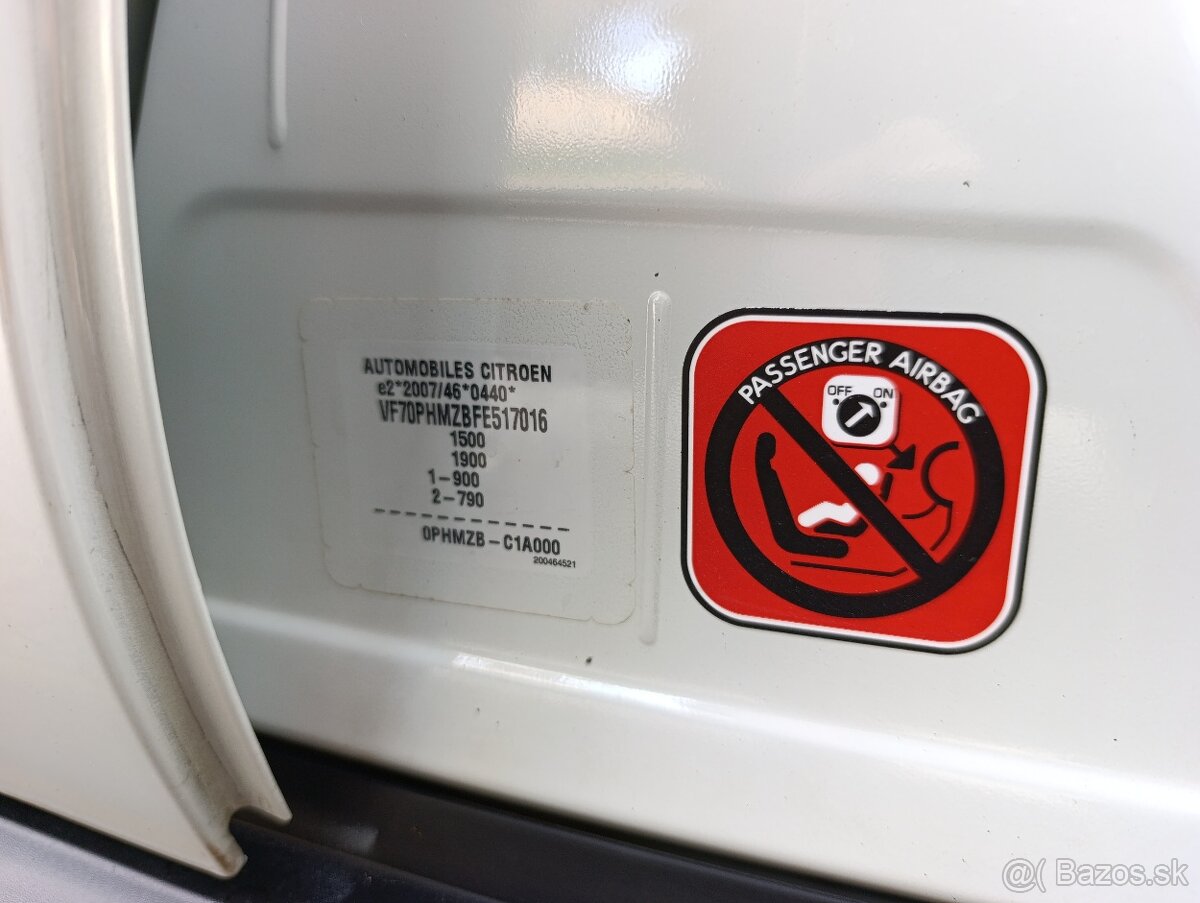 AUTOMOBILES CITROEN
e2*2007/46*0440*
VF70PHMZBFE517016
1500
1900
1-900
2-790
0PHMZB-C1A000
200464521
PASSENGER AIRBAG
OFF ON
@( Bazos.sk